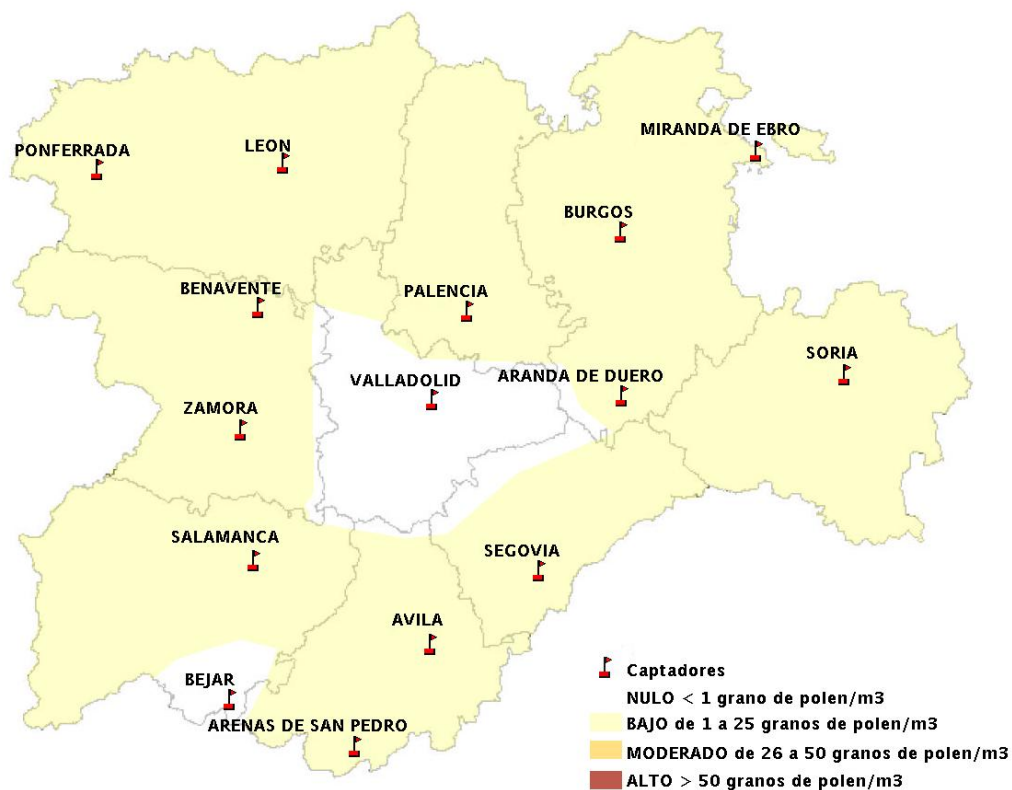 MIRANDA DE EBRO
PONFERRADA
LEON
BURGOS
BENAVENTE
PALENCIA
SORIA
VALLADOLID
ARANDA DE DUERO
ZAMORA
SALAMANCA
SEGOVIA
AVILA
BEJAR
ARENAS DE SAN PEDRO
Captadores
NULO < 1 grano de polen/m3
BAJO de 1 a 25 granos de polen/m3
MODERADO de 26 a 50 granos de polen/m3
ALTO > 50 granos de polen/m3